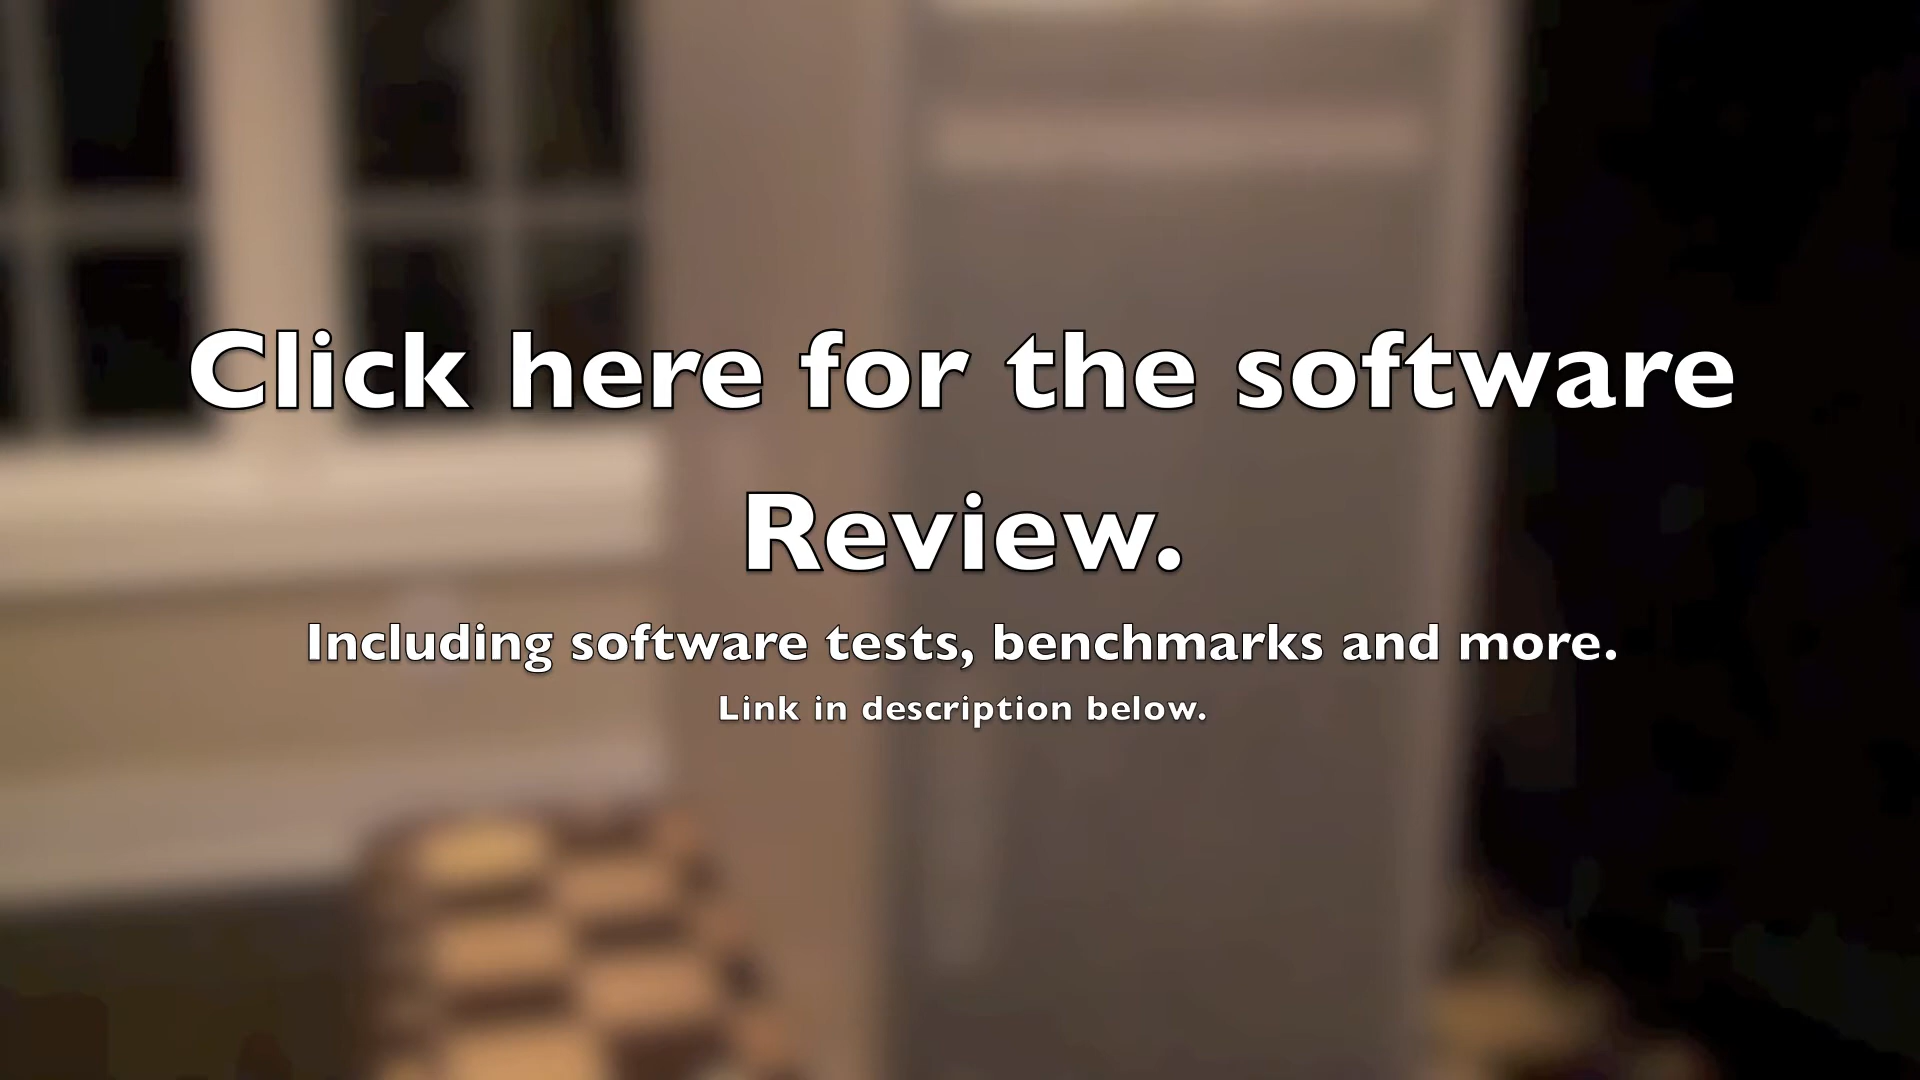 Click here for the software
Review.
Including software tests, benchmarks and more.
Link in description below.